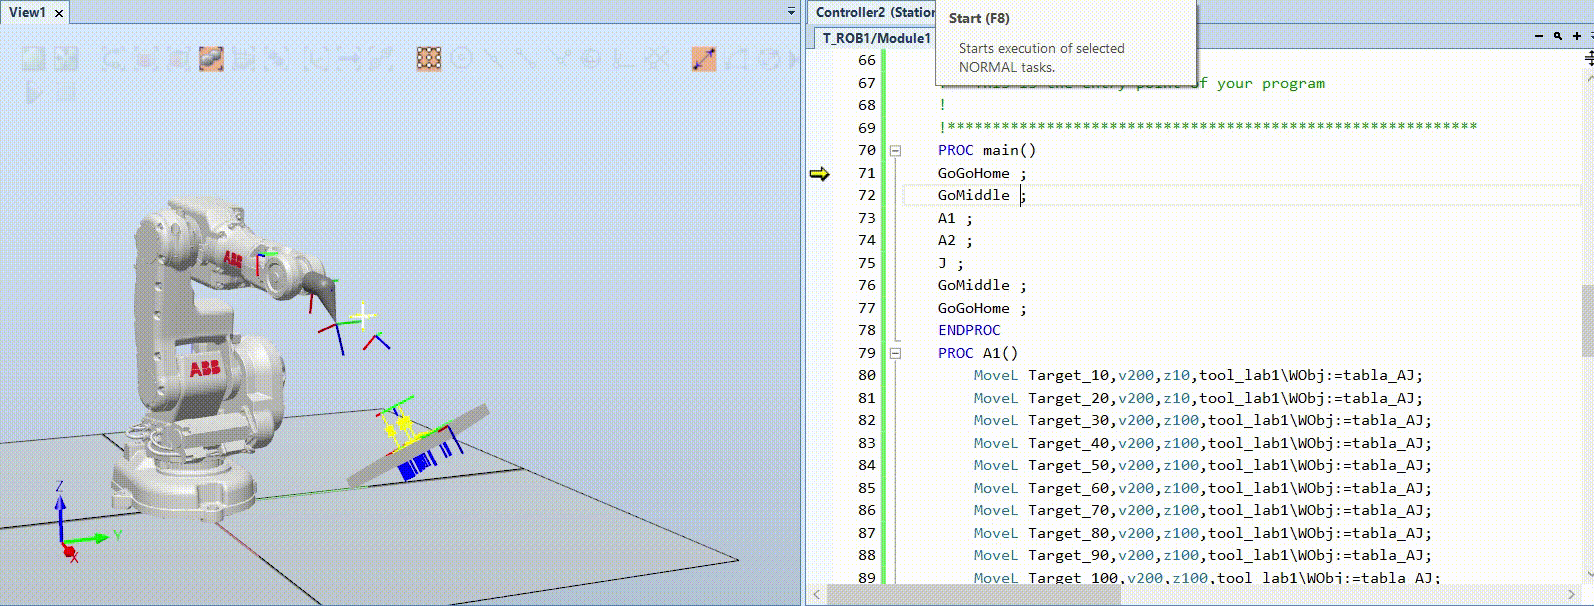 View1
Controller2 (Station
Start (F8)
Starts execution of selected
NORMAL tasks.
T_ROB1/Module1
66
67 of your program
68 !
69 !***********************************************************
70 PROC main()
71 GoGoHome ;
72 GoMiddle ;
73 A1 ;
74 A2 ;
75 J ;
76 GoMiddle ;
77 GoGoHome ;
78 ENDPROC
79 PROC A1()
80 MoveL Target_10,v200,z10,tool_lab1\WObj:=tabla_AJ;
81 MoveL Target_20,v200,z10,tool_lab1\WObj:=tabla_AJ;
82 MoveL Target_30,v200,z100,tool_lab1\WObj:=tabla_AJ;
83 MoveL Target_40,v200,z100,tool_lab1\WObj:=tabla_AJ;
84 MoveL Target_50,v200,z100,tool_lab1\WObj:=tabla_AJ;
85 MoveL Target_60,v200,z100,tool_lab1\WObj:=tabla_AJ;
86 MoveL Target_70,v200,z100,tool_lab1\WObj:=tabla_AJ;
87 MoveL Target_80,v200,z100,tool_lab1\WObj:=tabla_AJ;
88 MoveL Target_90,v200,z100,tool_lab1\WObj:=tabla_AJ;
89 MoveL Target_100,v200,z100,tool_lab1\WObj:=tabla_AJ;
ABB
ABB
Z
Y
X